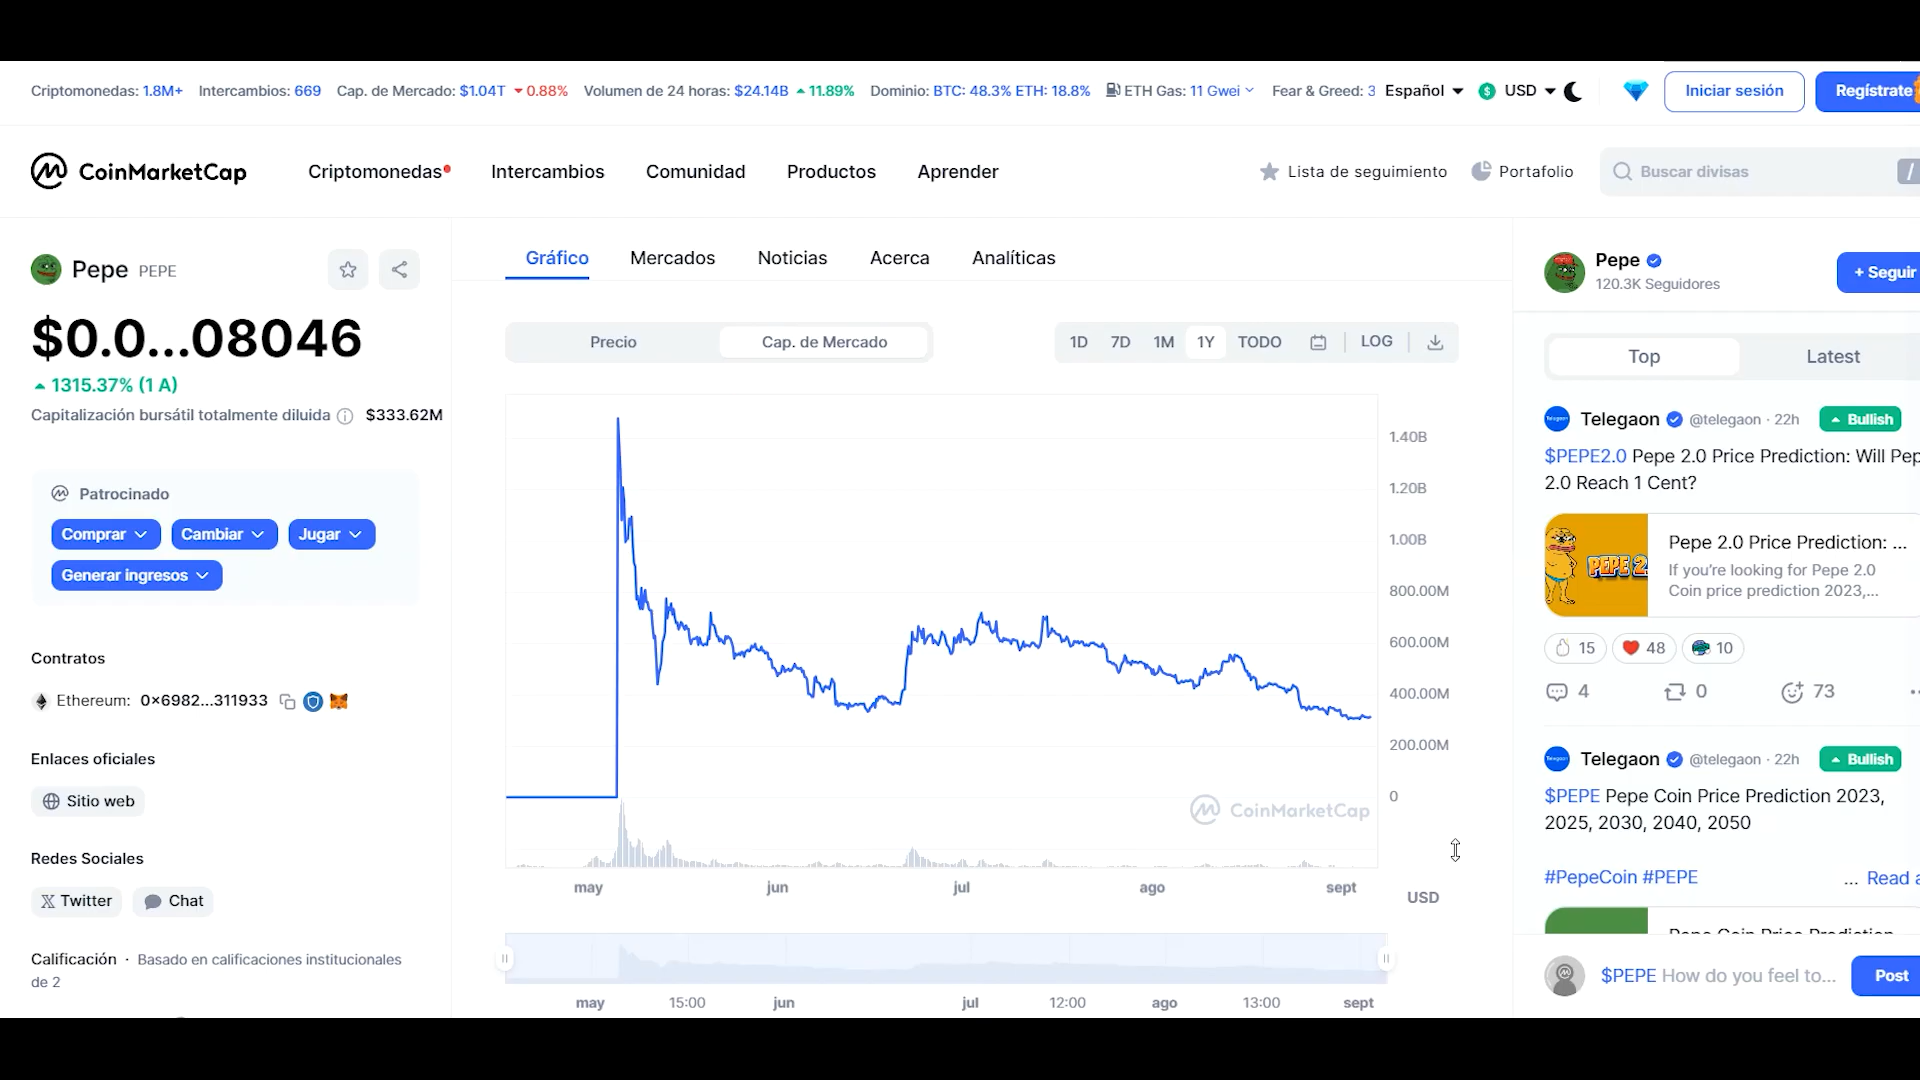 Criptomonedas: 1.8M+ Intercambios: 669 Cap. de Mercado: $1.04T 0.88% Volumen de 24 horas: $24.14B 11.89% Dominio: BTC: 48.3% ETH: 18.8% ETH Gas: 11 Gwei Fear & Greed: 3 Español USD Iniciar sesión Regístrate
CoinMarketCap Criptomonedas Intercambios Comunidad Productos Aprender Lista de seguimiento Portafolio Buscar divisas /
Pepe PEPE
$0.0...08046
1315.37% (1 A)
Capitalización bursátil totalmente diluida $333.62M
Patrocinado
Comprar Cambiar Jugar
Generar ingresos
Contratos
Ethereum: 0x6982...311933
Enlaces oficiales
Sitio web
Redes Sociales
Twitter Chat
Calificación · Basado en calificaciones institucionales
de 2
Gráfico Mercados Noticias Acerca Analíticas
Precio Cap. de Mercado 1D 7D 1M 1Y TODO LOG
1.40B
1.20B
1.00B
800.00M
600.00M
400.00M
200.00M
0
CoinMarketCap
may jun jul ago sept
USD
may 15:00 jun jul 12:00 ago 13:00 sept
Pepe
120.3K Seguidores
+ Seguir
Top Latest
Telegaon @telegaon · 22h Bullish
$PEPE2.0 Pepe 2.0 Price Prediction: Will Pep
2.0 Reach 1 Cent?
PEPE 2.
Pepe 2.0 Price Prediction: ...
If you're looking for Pepe 2.0
Coin price prediction 2023,...
15 48 10
4 0 73
Telegaon @telegaon · 22h Bullish
$PEPE Pepe Coin Price Prediction 2023,
2025, 2030, 2040, 2050
#PepeCoin #PEPE ... Read a
Pepe Coin Price Prediction
$PEPE How do you feel to... Post